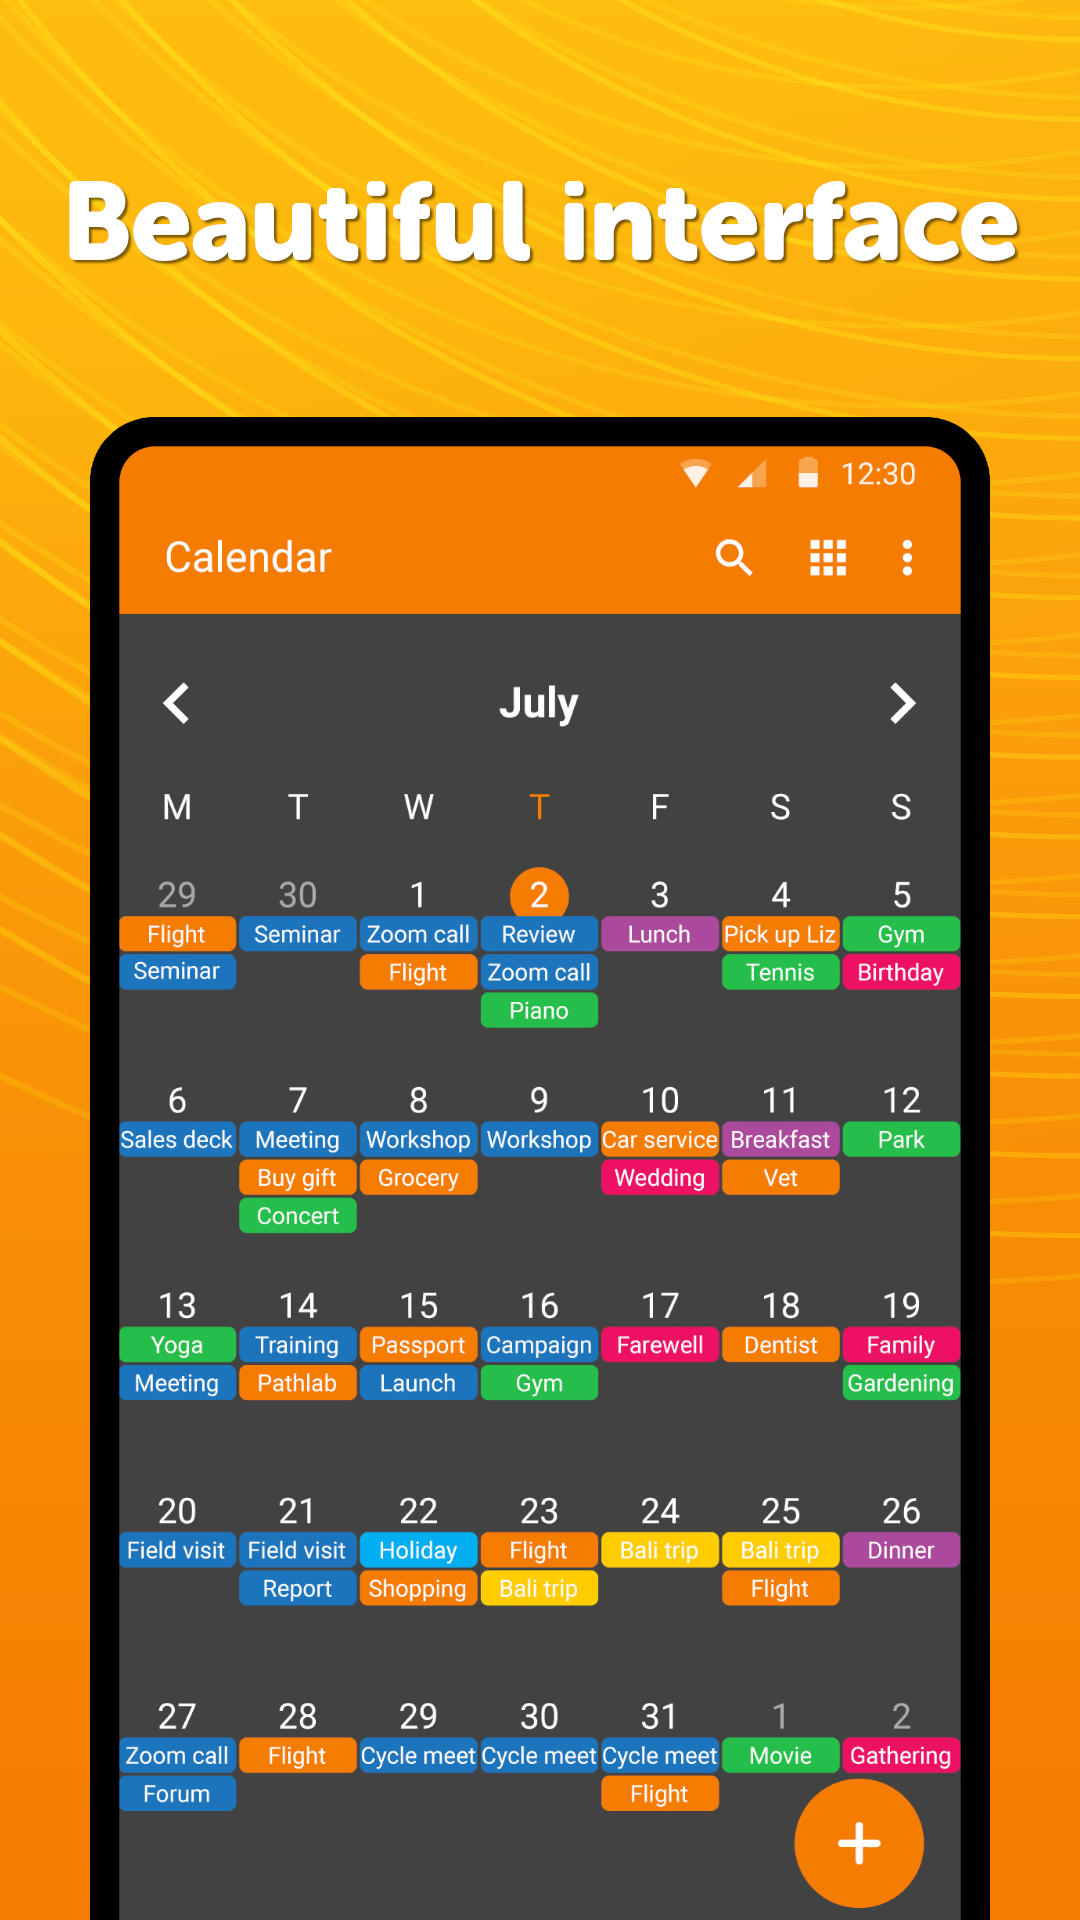 Beautiful interface
12:30
Calendar
July
M T W T F S S
29 30 1 2 3 4 5
Flight Seminar Zoom call Review Lunch Pick up Liz Gym
Seminar Flight Zoom call Tennis Birthday
Piano
6 7 8 9 10 11 12
Sales deck Meeting Workshop Workshop Car service Breakfast Park
Buy gift Grocery Wedding Vet
Concert
13 14 15 16 17 18 19
Yoga Training Passport Campaign Farewell Dentist Family
Meeting Pathlab Launch Gym Gardening
20 21 22 23 24 25 26
Field visit Field visit Holiday Flight Bali trip Bali trip Dinner
Report Shopping Bali trip Flight
27 28 29 30 31 1 2
Zoom call Flight Cycle meet Cycle meet Cycle meet Movie Gathering
Forum Flight